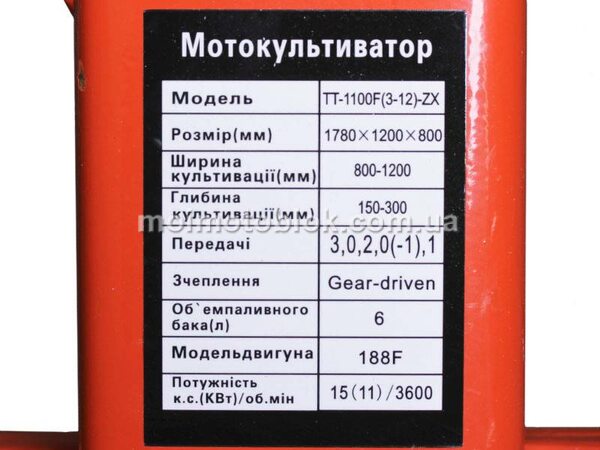 Мотокультиватор
Модель TT-1100F(3-12)-ZX
Розмір(мм) 1780×1200×800
Ширина
культивації(мм) 800-1200
Глибина
культивації(мм) 150-300
moimotoblok.com.ua
Передачі 3,0,2,0(-1),1
Зчеплення Gear-driven
Об`емпаливного
бака(л) 6
Модельдвигуна 188F
Потужність
к.с.(КВт)/об.мін 15(11)/3600